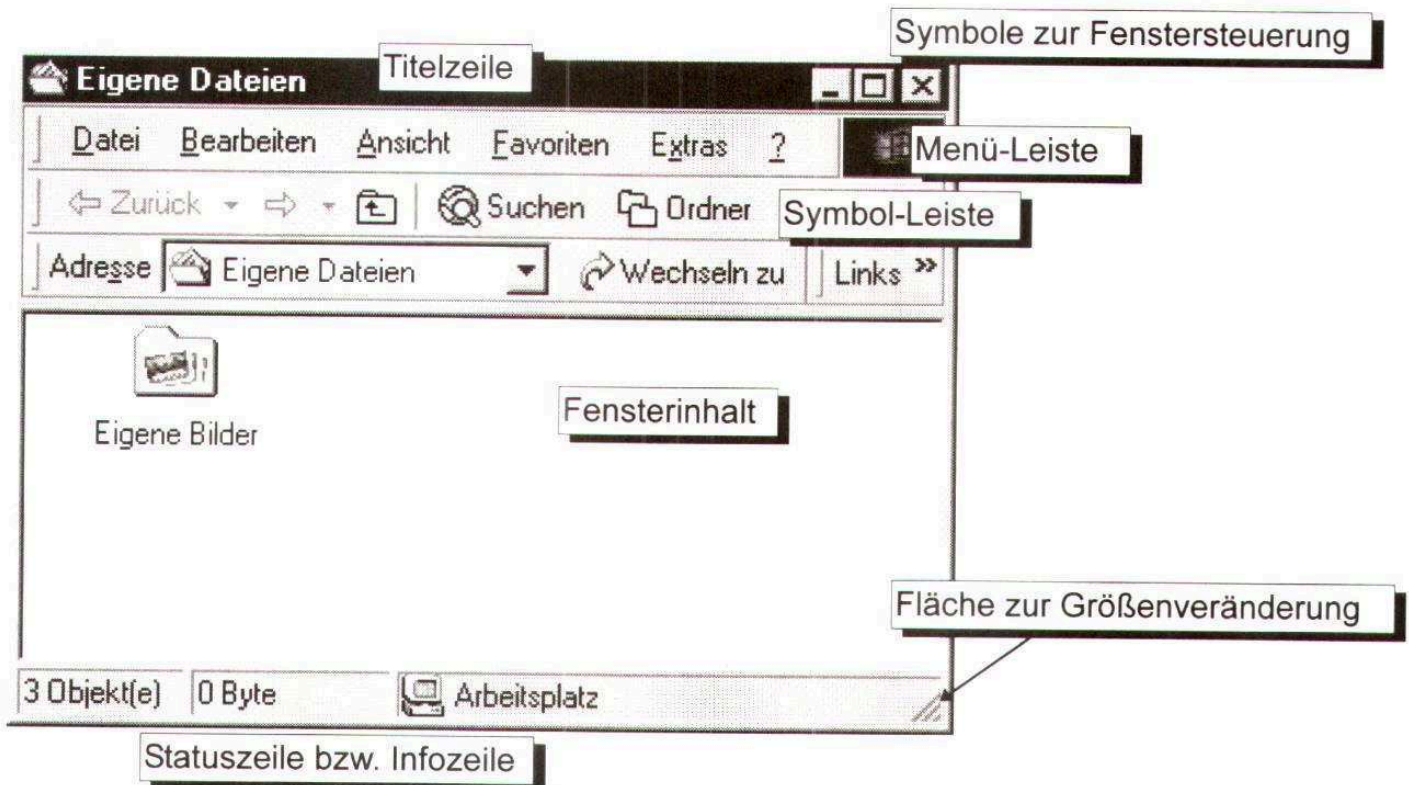 Symbole zur Fenstersteuerung
Eigene Dateien Titelzeile
Datei Bearbeiten Ansicht Favoriten Extras ? Menü-Leiste
Zurück Suchen Ordner Symbol-Leiste
Adresse Eigene Dateien Wechseln zu Links »
Eigene Bilder
Fensterinhalt
Fläche zur Größenveränderung
3 Objekt(e) 0 Byte Arbeitsplatz
Statuszeile bzw. Infozeile